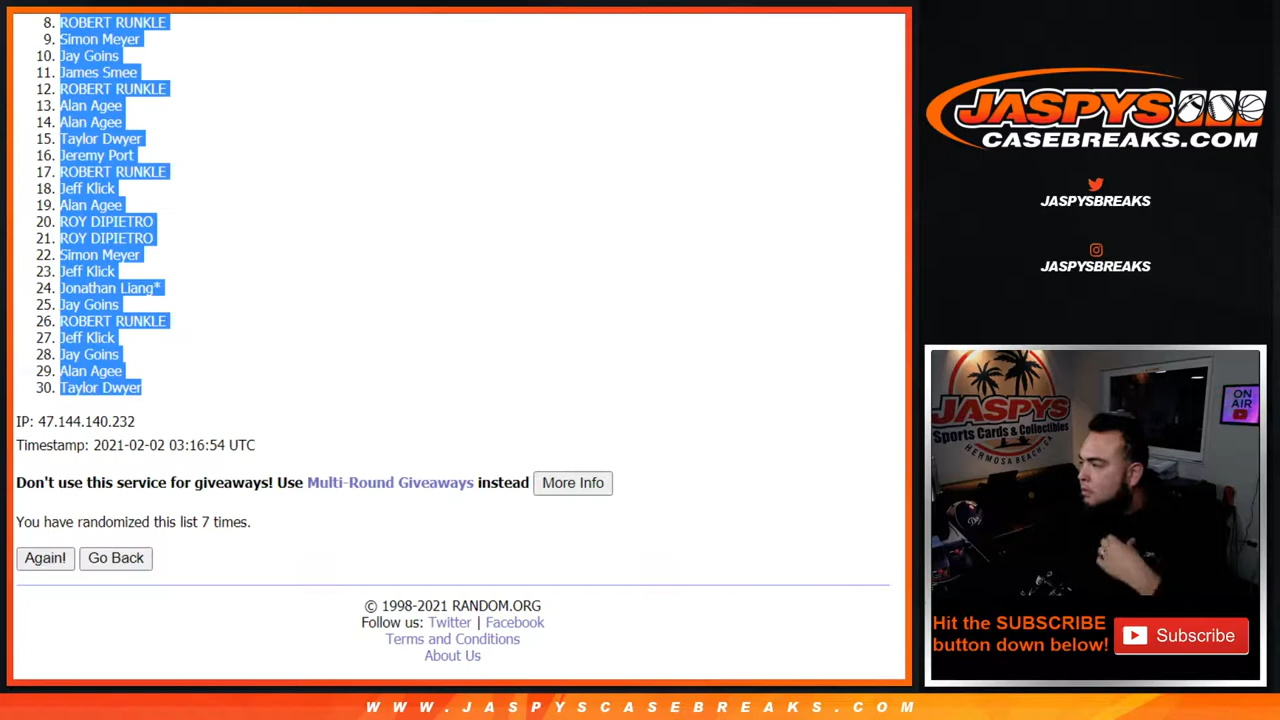 8. ROBERT RUNKLE
9. Simon Meyer
10. Jay Goins
11. James Smee
12. ROBERT RUNKLE
13. Alan Agee
14. Alan Agee
15. Taylor Dwyer
16. Jeremy Port
17. ROBERT RUNKLE
18. Jeff Klick
19. Alan Agee
20. ROY DIPIETRO
21. ROY DIPIETRO
22. Simon Meyer
23. Jeff Klick
24. Jonathan Liang*
25. Jay Goins
26. ROBERT RUNKLE
27. Jeff Klick
28. Jay Goins
29. Alan Agee
30. Taylor Dwyer
IP: 47.144.140.232
Timestamp: 2021-02-02 03:16:54 UTC
Don't use this service for giveaways! Use Multi-Round Giveaways instead More Info
You have randomized this list 7 times.
Again! Go Back
© 1998-2021 RANDOM.ORG
Follow us: Twitter | Facebook
Terms and Conditions
About Us
JASPYS
CASEBREAKS.COM
JASPYSBREAKS
JASPYSBREAKS
JASPYS
Sports Cards & Collectibles
HERMOSA BEACH, CA
ON
AIR
Hit the SUBSCRIBE
button down below!
Subscribe
WWW.JASPYSCASEBREAKS.COM